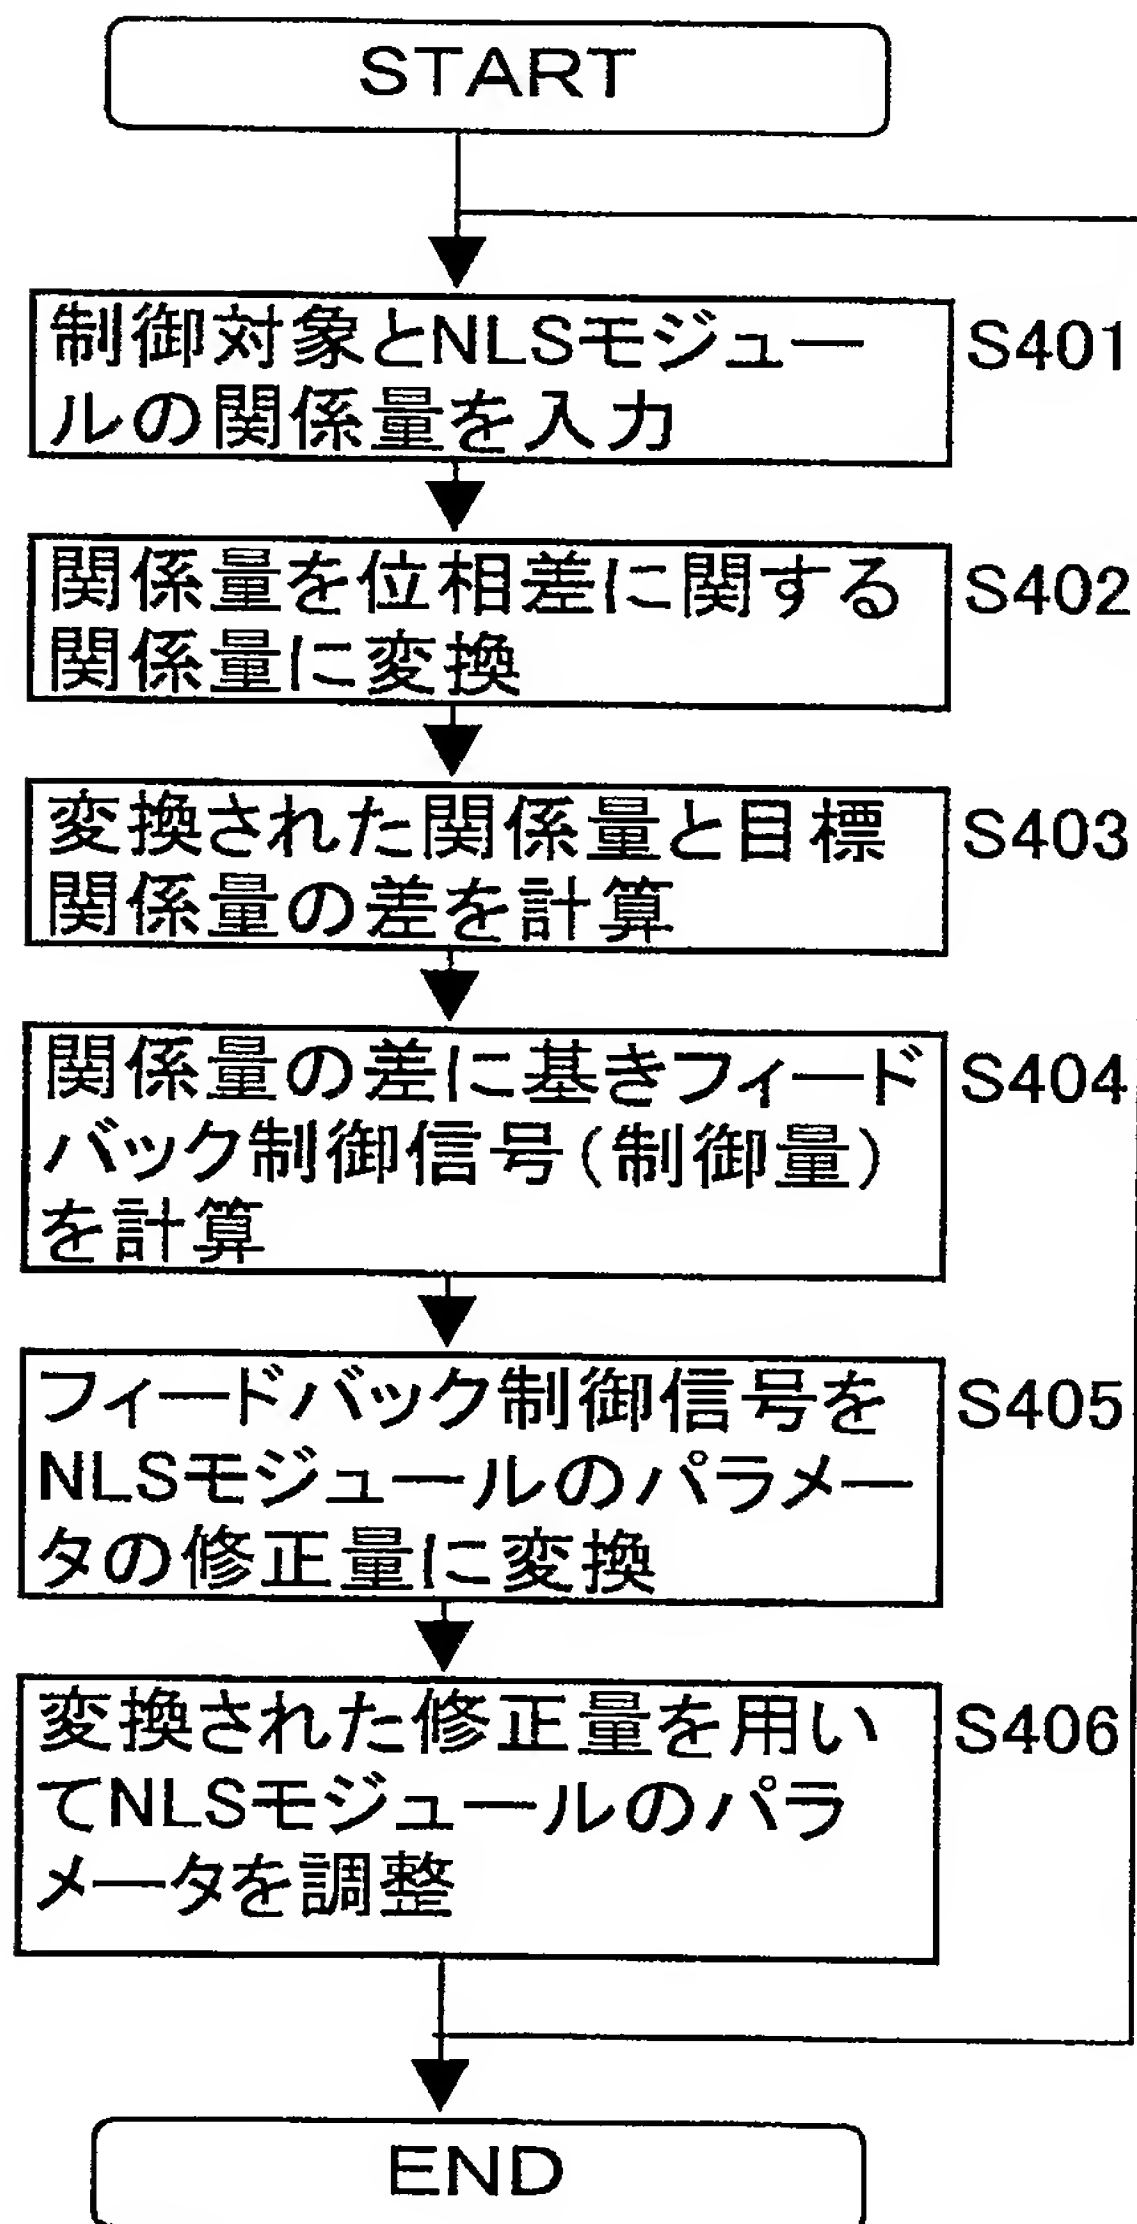 START
制御対象とNLSモジュー
ルの関係量を入力
S401
関係量を位相差に関する
関係量に変換
S402
変換された関係量と目標
関係量の差を計算
S403
関係量の差に基きフィード
バック制御信号(制御量)
を計算
S404
フィードバック制御信号を
NLSモジュールのパラメー
タの修正量に変換
S405
変換された修正量を用い
てNLSモジュールのパラ
メータを調整
S406
END